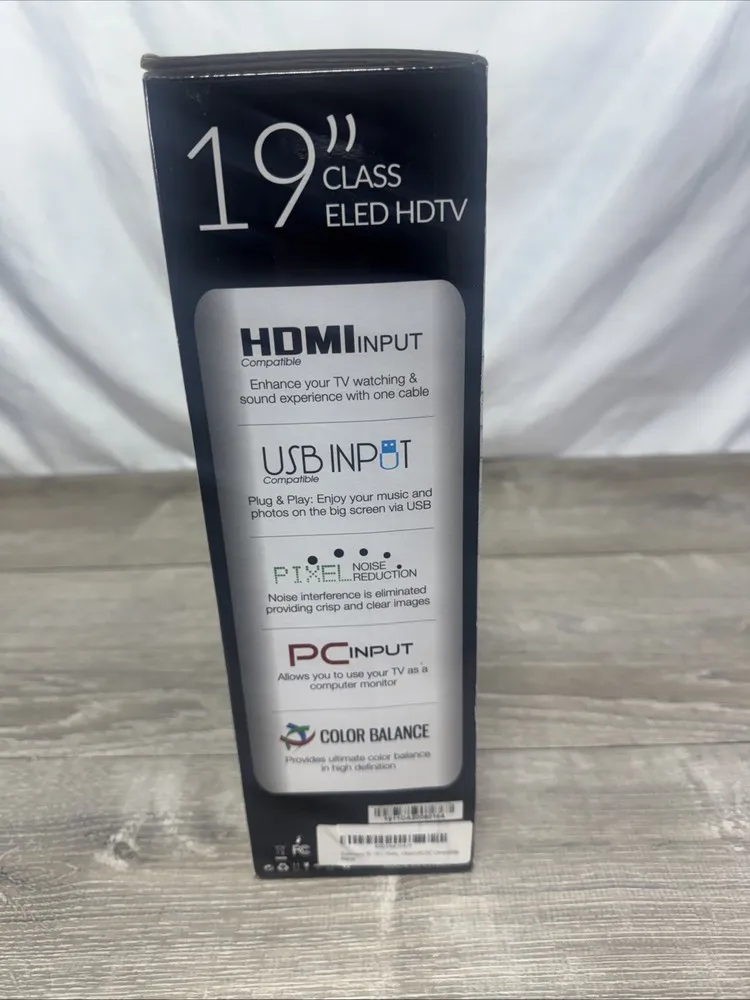 19"
CLASS
ELED HDTV
HDMI INPUT
Compatible
Enhance your TV watching &
sound experience with one cable
USB INPUT
Compatible
Plug & Play: Enjoy your music and
photos on the big screen via USB
PIXEL NOISE
REDUCTION
Noise interference is eliminated
providing crisp and clear images
PC INPUT
Allows you to use your TV as a
computer monitor
COLOR BALANCE
Provides ultimate color balance
in high definition
FC